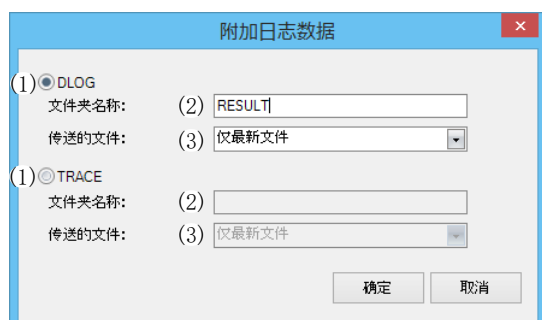 附加日志数据
(1) DLOG
文件夹名称: (2) RESULT
传送的文件: (3) 仅最新文件
(1) TRACE
文件夹名称: (2)
传送的文件: (3) 仅最新文件
确定 取消